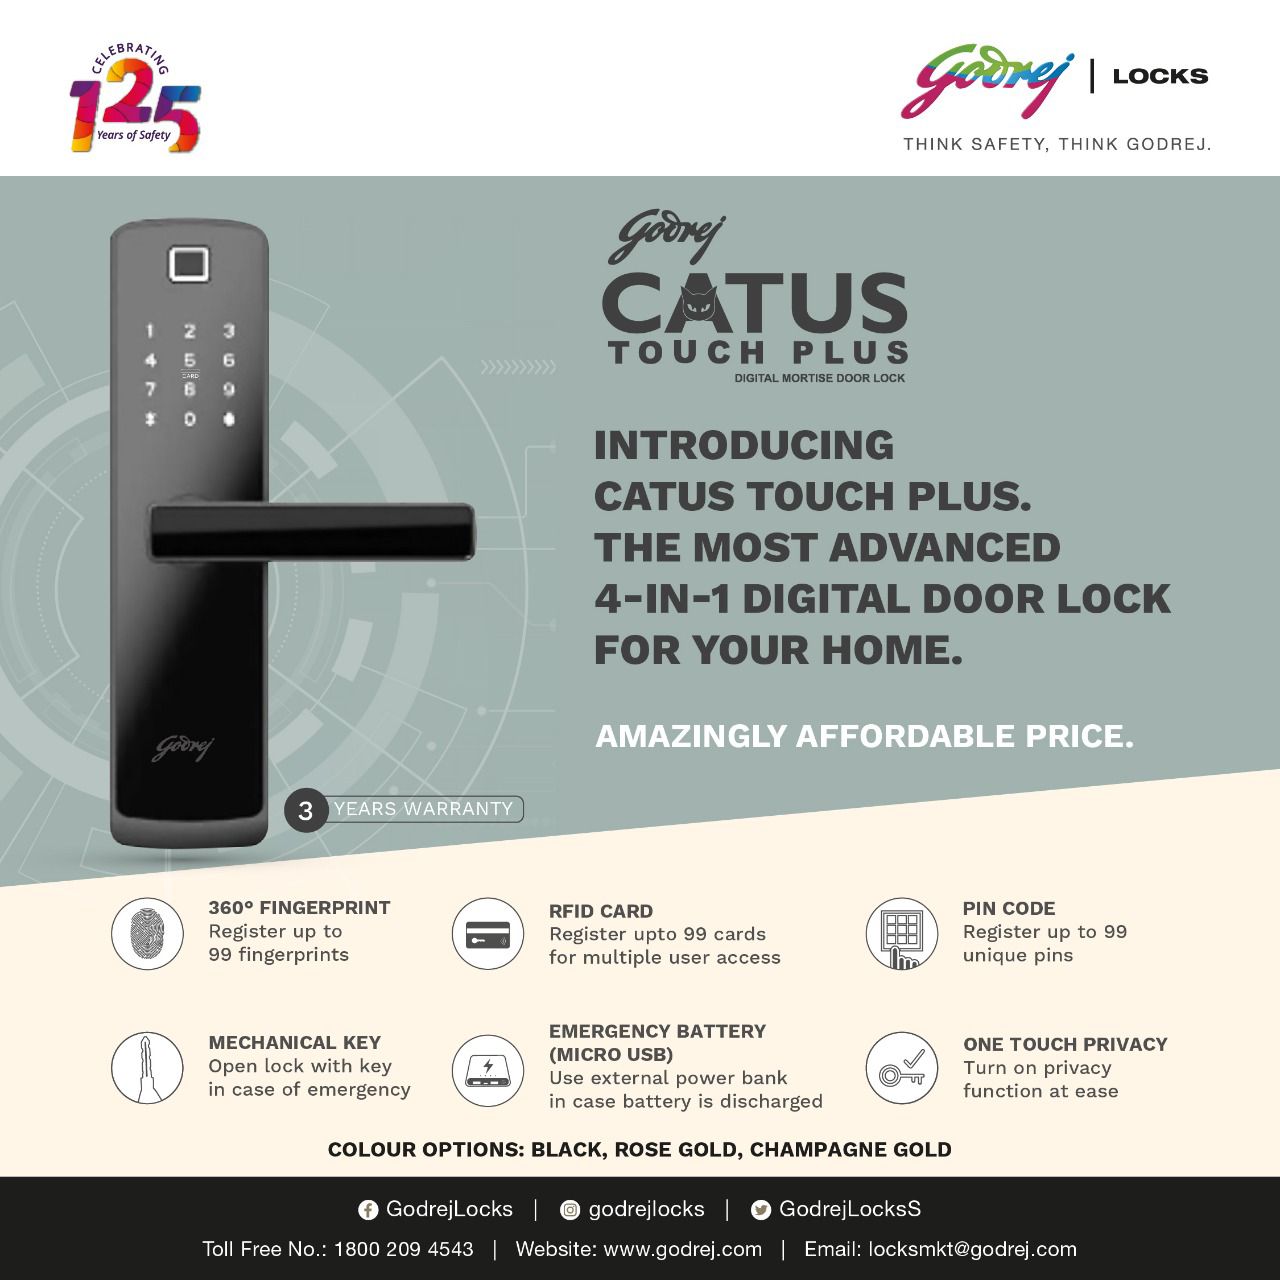 CELEBRATING
125
Years of Safety
Godrej | LOCKS
THINK SAFETY, THINK GODREJ.
1 2 3
4 5 6
CARD
7 8 9
* 0 #
Godrej
3 YEARS WARRANTY
Godrej
CATUS
TOUCH PLUS
DIGITAL MORTISE DOOR LOCK
INTRODUCING
CATUS TOUCH PLUS.
THE MOST ADVANCED
4-IN-1 DIGITAL DOOR LOCK
FOR YOUR HOME.
AMAZINGLY AFFORDABLE PRICE.
360° FINGERPRINT
Register up to
99 fingerprints
RFID CARD
Register upto 99 cards
for multiple user access
PIN CODE
Register up to 99
unique pins
MECHANICAL KEY
Open lock with key
in case of emergency
EMERGENCY BATTERY
(MICRO USB)
Use external power bank
in case battery is discharged
ONE TOUCH PRIVACY
Turn on privacy
function at ease
COLOUR OPTIONS: BLACK, ROSE GOLD, CHAMPAGNE GOLD
GodrejLocks | godrejlocks | GodrejLocksS
Toll Free No.: 1800 209 4543 | Website: www.godrej.com | Email: locksmkt@godrej.com